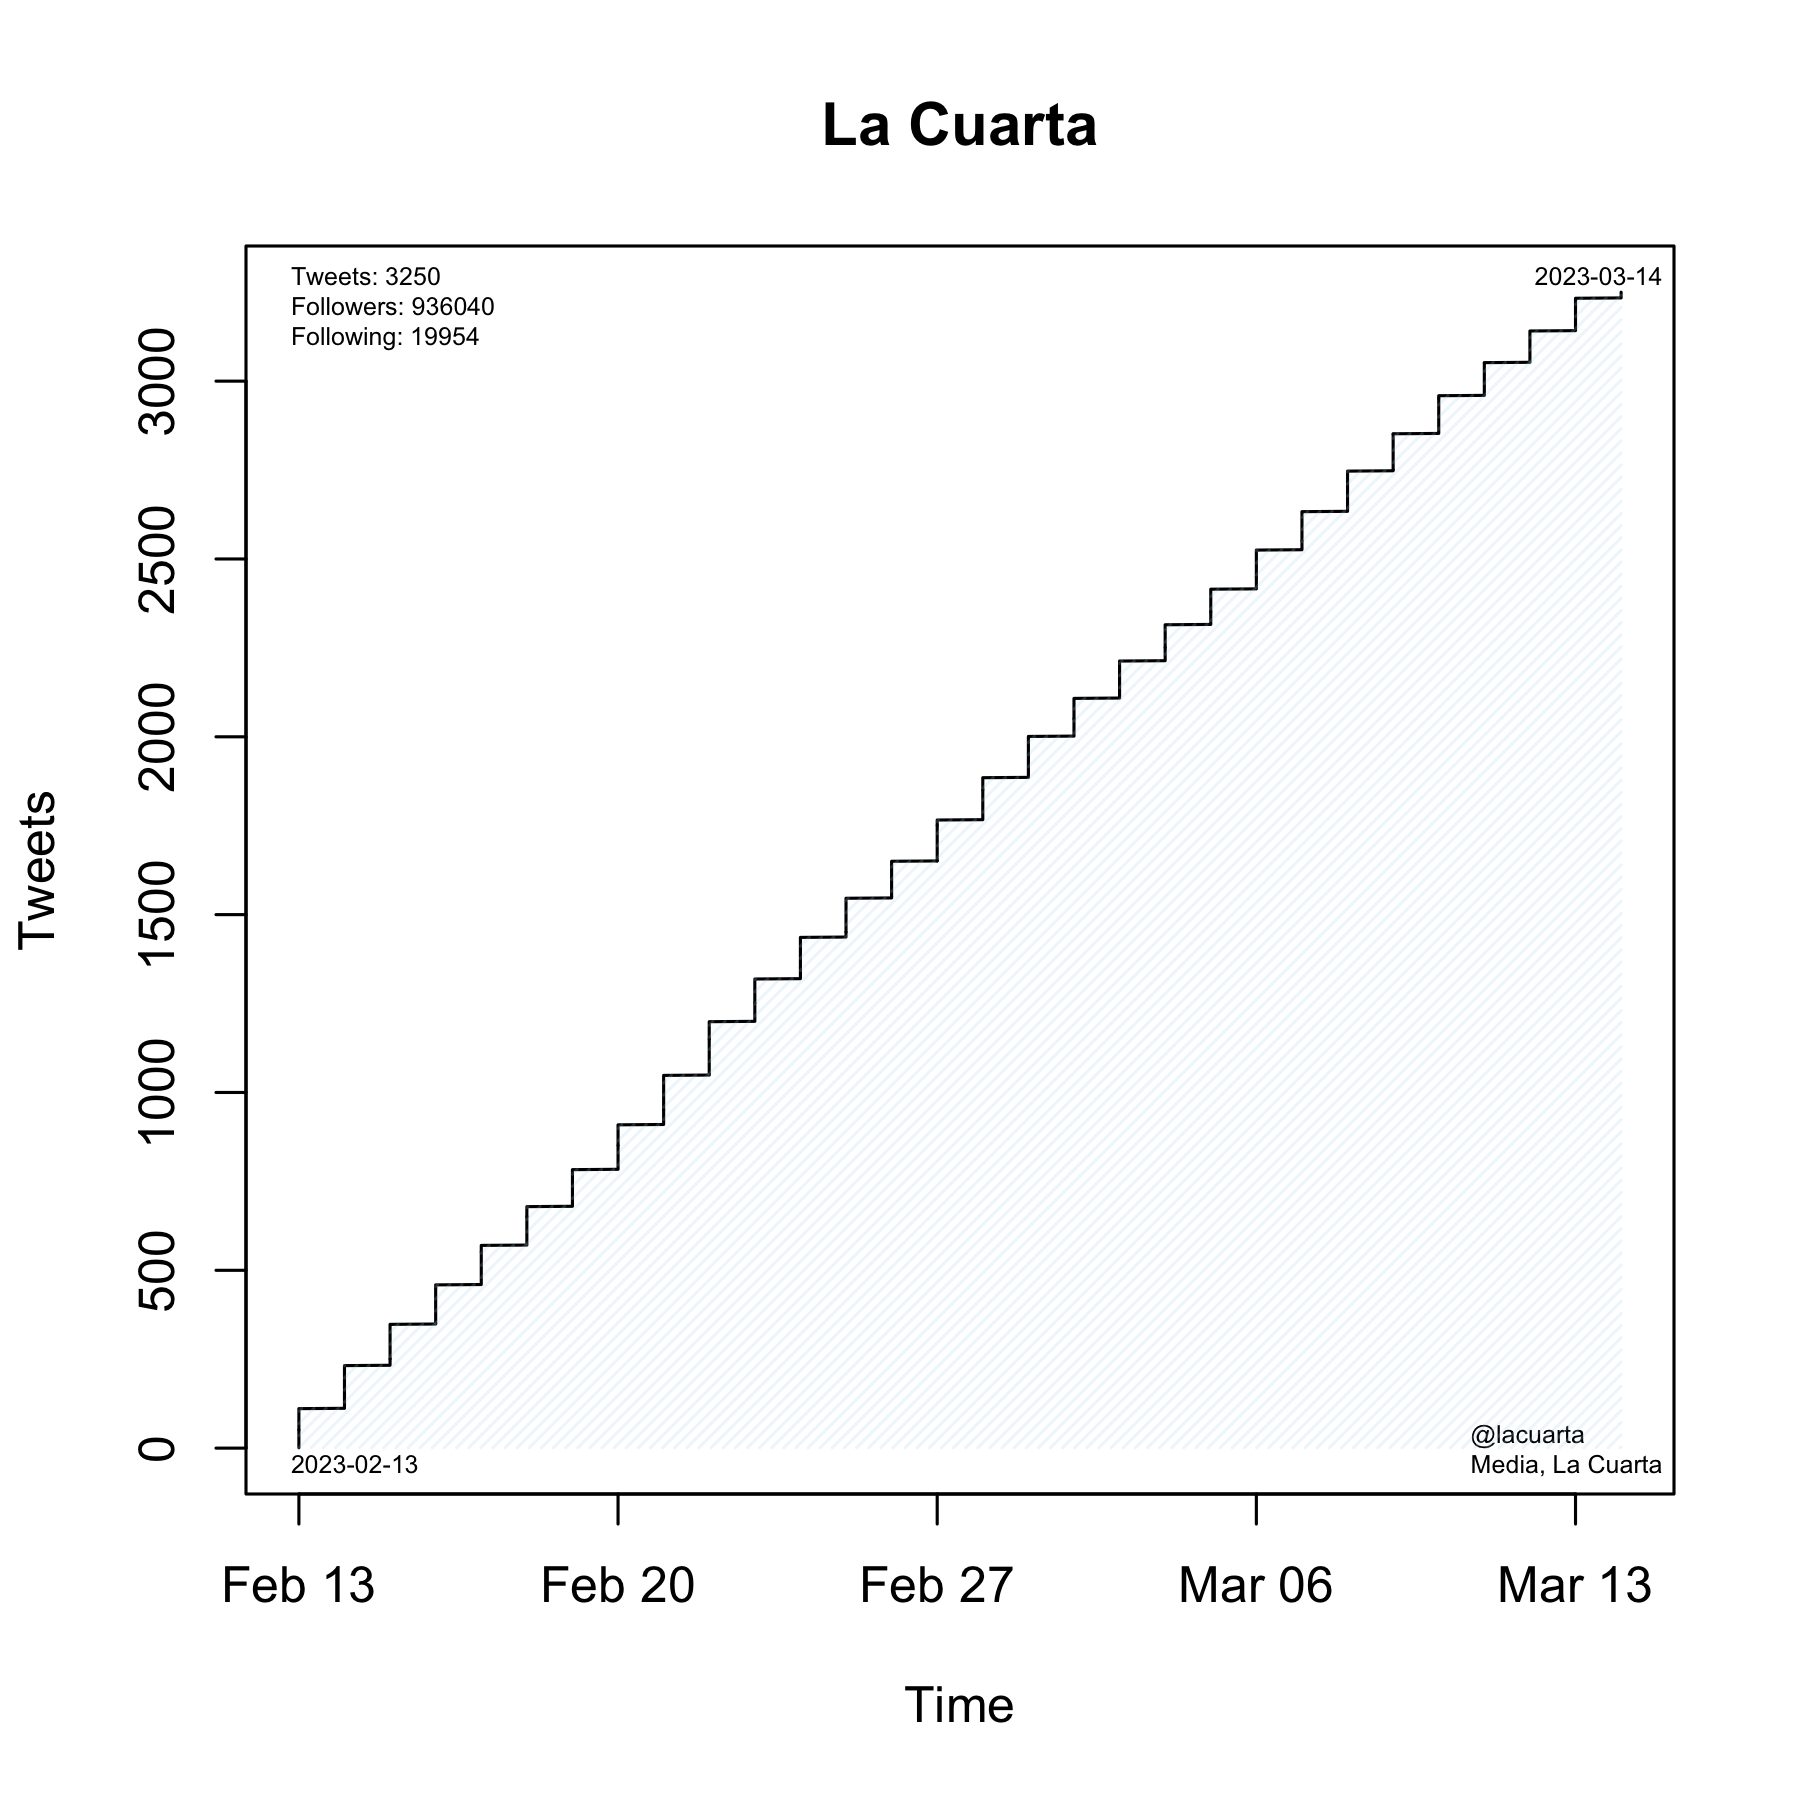 La Cuarta
Tweets: 3250
Followers: 936040
Following: 19954
2023-03-14
3000
2500
2000
1500
1000
500
0
Tweets
@lacuarta
Media, La Cuarta
2023-02-13
Feb 13
Feb 20
Feb 27
Mar 06
Mar 13
Time